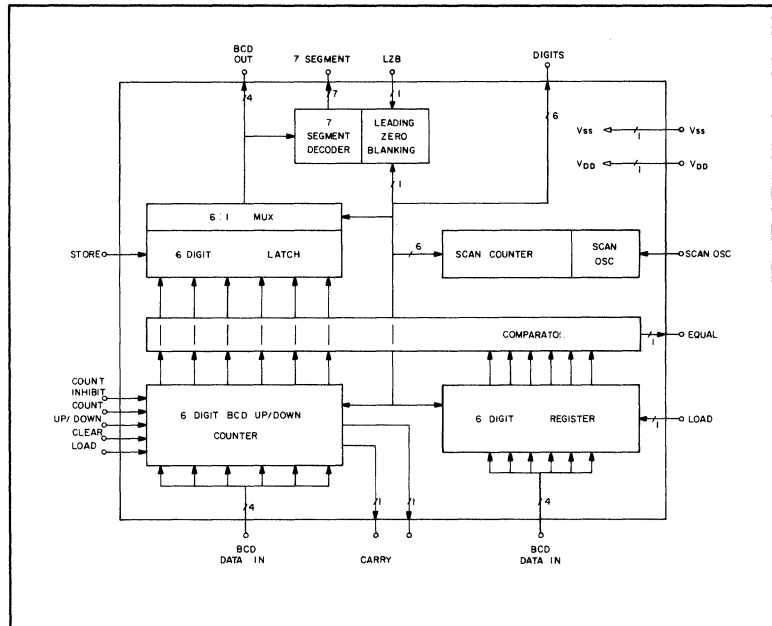 BCD
OUT
7 SEGMENT
LZB
DIGITS
4
7
1
6
7
SEGMENT
DECODER
LEADING
ZERO
BLANKING
Vss
1
Vss
VDD
1
VDD
1
6:1 MUX
6 DIGIT LATCH
STORE
6
SCAN COUNTER
SCAN
OSC
SCAN OSC
COMPARATOR
1
EQUAL
COUNT
INHIBIT
COUNT
UP/DOWN
CLEAR
LOAD
6 DIGIT BCD UP/DOWN
COUNTER
6 DIGIT REGISTER
1
LOAD
4
1
1
4
BCD
DATA IN
CARRY
BCD
DATA IN